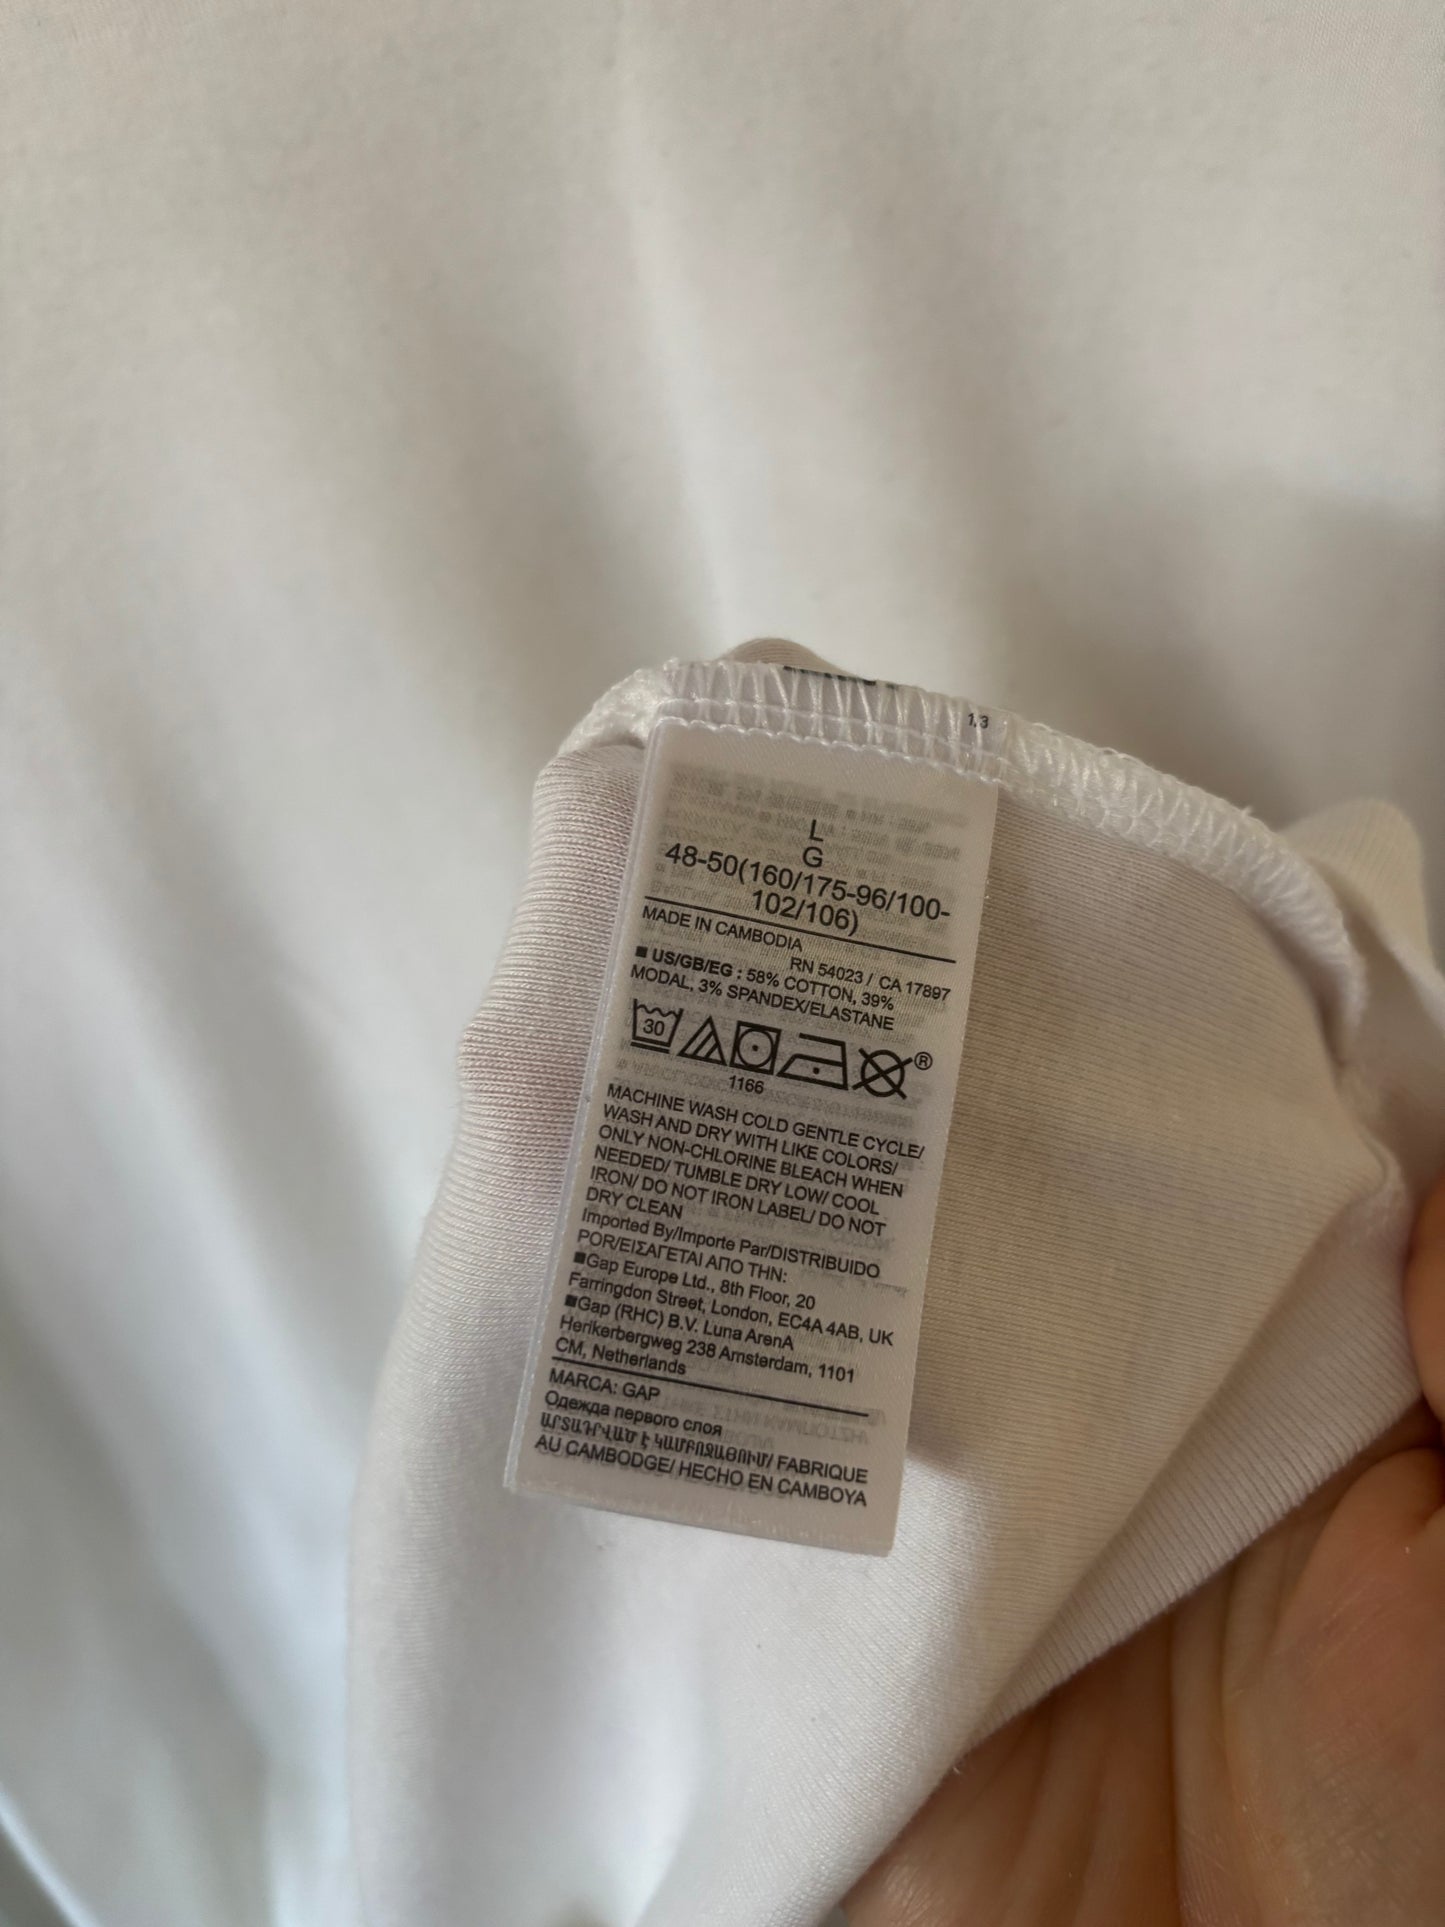 1/3
L
G
48-50(160/175-96/100-
102/106)
MADE IN CAMBODIA
RN 54023 / CA 17897
■ US/GB/EG : 58% COTTON, 39%
MODAL, 3% SPANDEX/ELASTANE
30 ®
1166
MACHINE WASH COLD GENTLE CYCLE/
WASH AND DRY WITH LIKE COLORS/
ONLY NON-CHLORINE BLEACH WHEN
NEEDED/ TUMBLE DRY LOW/ COOL
IRON/ DO NOT IRON LABEL/ DO NOT
DRY CLEAN
Imported By/Importe Par/DISTRIBUIDO
POR/ΕΙΣΑΓΕΤΑΙ ΑΠΟ ΤΗΝ:
■Gap Europe Ltd., 8th Floor, 20
Farringdon Street, London, EC4A 4AB, UK
■Gap (RHC) B.V. Luna ArenA
Herikerbergweg 238 Amsterdam, 1101
CM, Netherlands
MARCA: GAP
Одежда первого слоя
ԱՐՏԱԴՐՎԱԾ Է ԿԱՄԲՈՋԱՅՈՒՄ/ FABRIQUE
AU CAMBODGE/ HECHO EN CAMBOYA